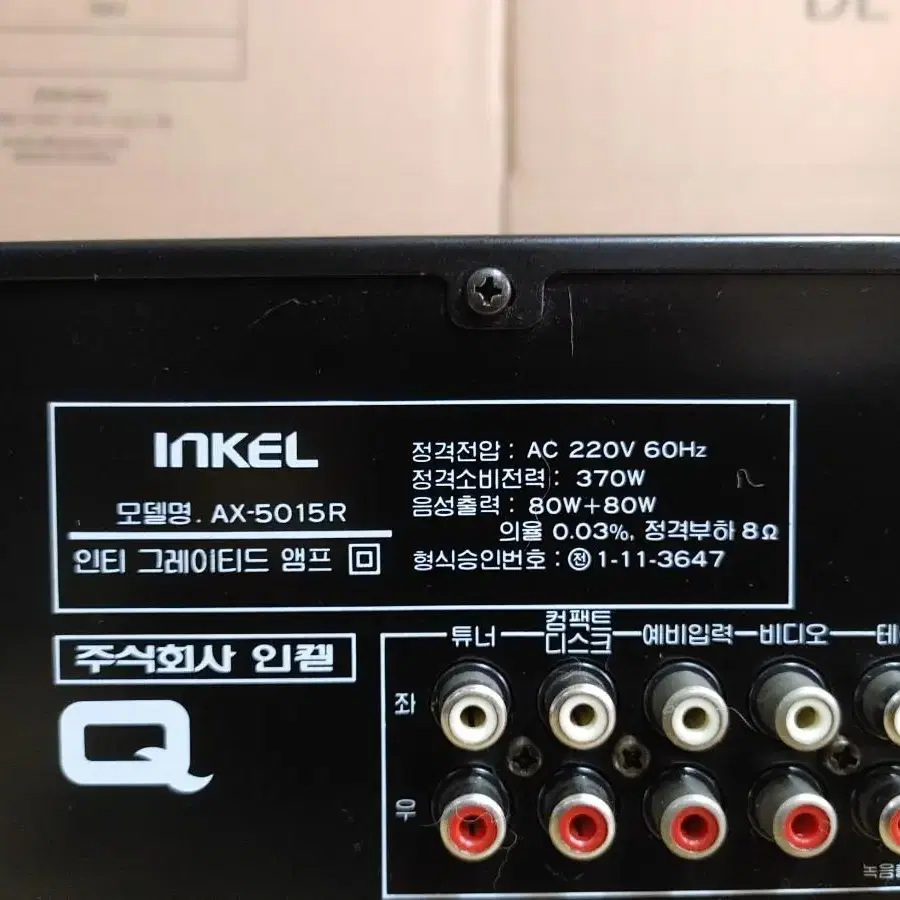 INKEL
모델명. AX-5015R
인티 그레이티드 앰프
정격전압 : AC 220V 60Hz
정격소비전력 : 370W
음성출력 : 80W+80W
의율 0.03%, 정격부하 8Ω
형식승인번호 : ㉄ 1-11-3647
주식회사 인켈
Q
튜너
컴팩트
디스크
예비입력
비디오
좌
우